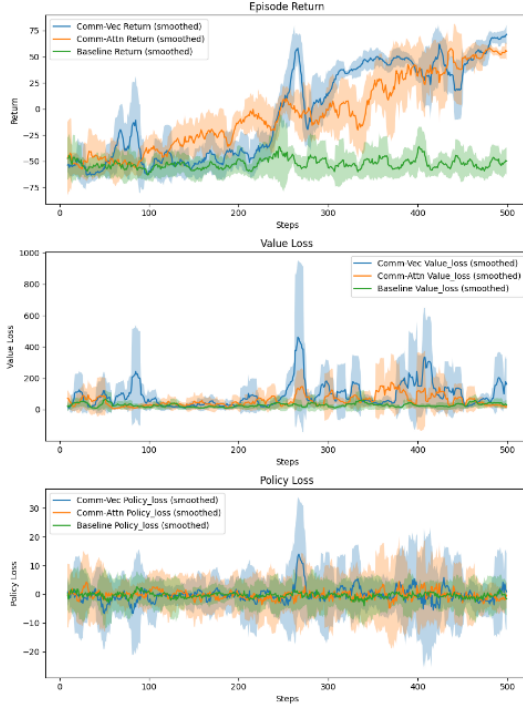 Episode Return
Comm-Vec Return (smoothed)
Comm-Attn Return (smoothed)
Baseline Return (smoothed)
75
50
25
0
−25
−50
−75
Return
0 100 200 300 400 500
Steps
Value Loss
Comm-Vec Value_loss (smoothed)
Comm-Attn Value_loss (smoothed)
Baseline Value_loss (smoothed)
1000
800
600
400
200
0
Value Loss
0 100 200 300 400 500
Steps
Policy Loss
Comm-Vec Policy_loss (smoothed)
Comm-Attn Policy_loss (smoothed)
Baseline Policy_loss (smoothed)
30
20
10
0
−10
−20
Policy Loss
0 100 200 300 400 500
Steps